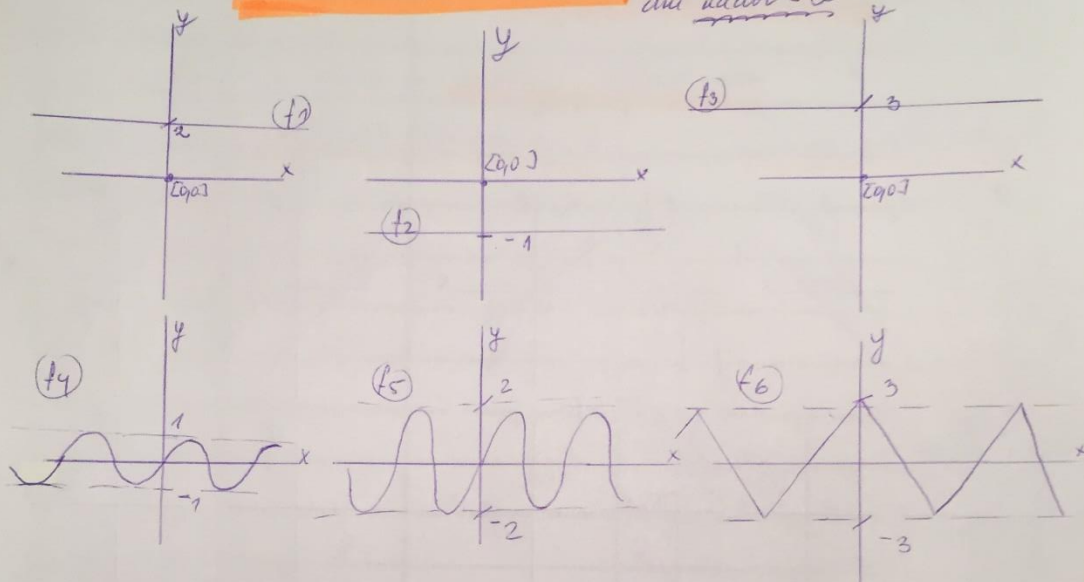 y y y
f1 2 x [0,0]
y [0,0] x f2 -1
f3 3 x [0,0]
f4 y 1 x -1
f5 y 2 x -2
f6 y 3 x -3